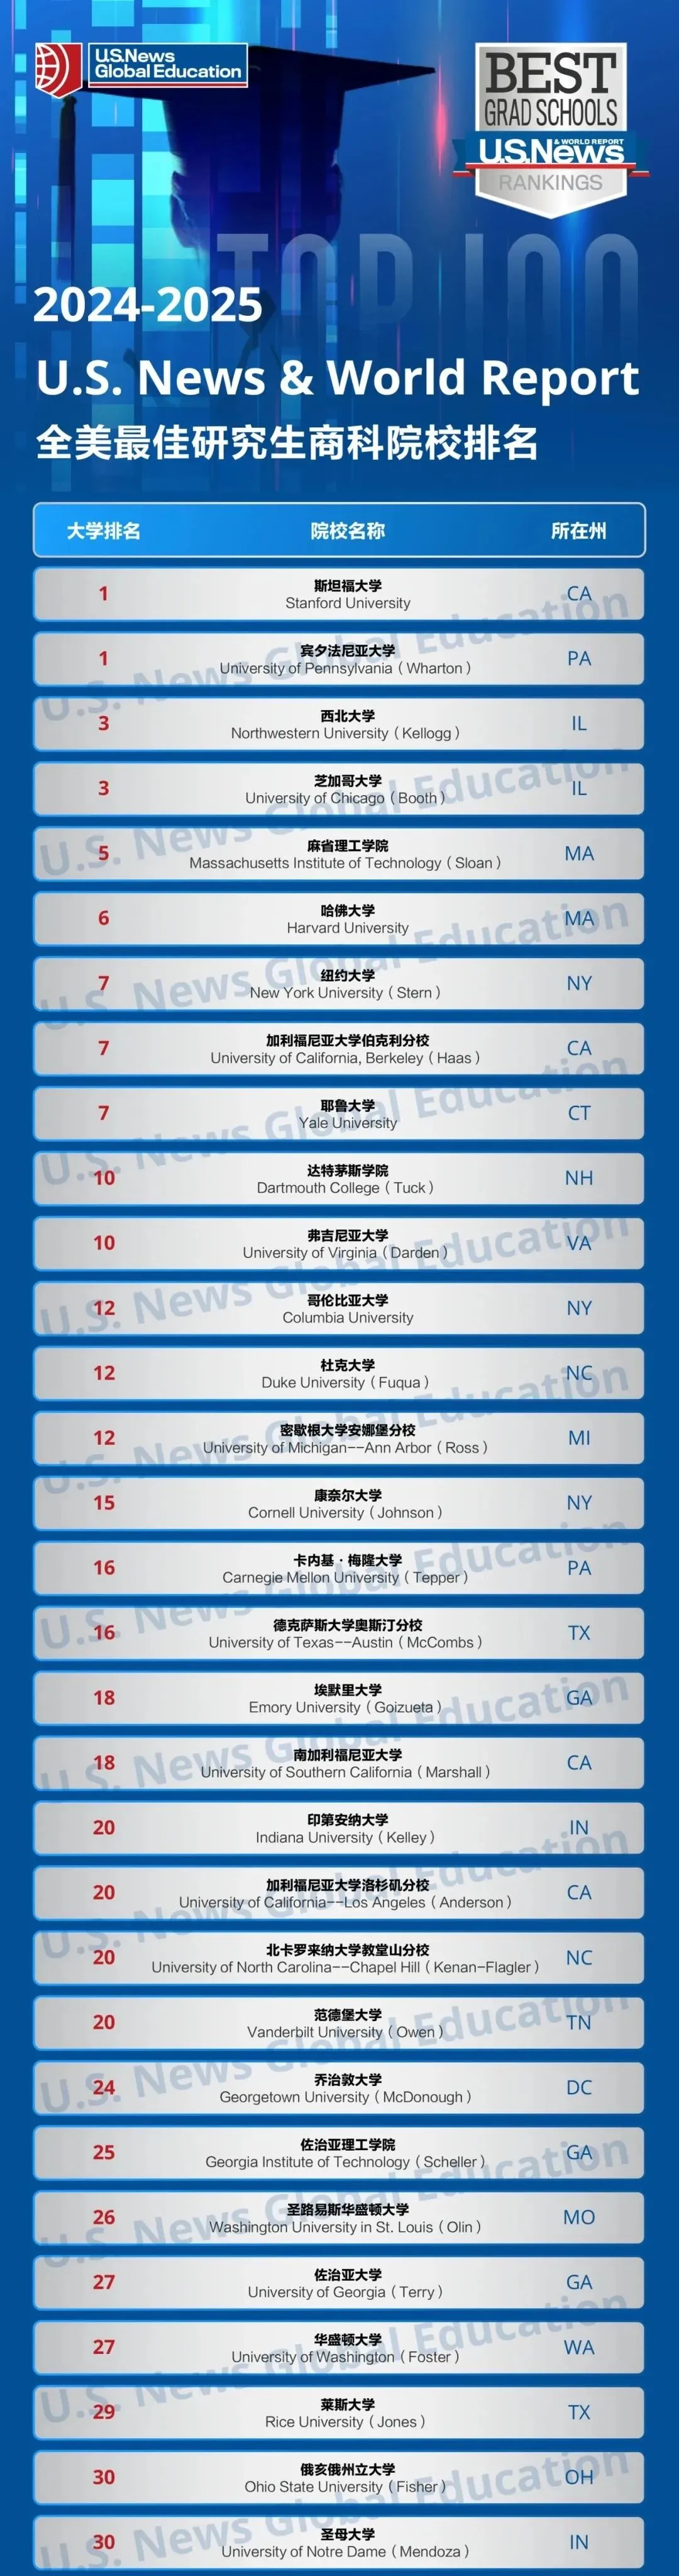 U.S.News
Global Education
BEST
GRAD SCHOOLS
U.S.News & WORLD REPORT
RANKINGS
TOP 100
2024-2025
U.S. News & World Report
全美最佳研究生商科院校排名
大学排名 院校名称 所在州
斯坦福大学
1 Stanford University CA
宾夕法尼亚大学
1 University of Pennsylvania (Wharton) PA
西北大学
3 Northwestern University (Kellogg) IL
芝加哥大学
3 University of Chicago (Booth) IL
麻省理工学院
5 Massachusetts Institute of Technology (Sloan) MA
哈佛大学
6 Harvard University MA
纽约大学
7 New York University (Stern) NY
加利福尼亚大学伯克利分校
7 University of California, Berkeley (Haas) CA
耶鲁大学
7 Yale University CT
达特茅斯学院
10 Dartmouth College (Tuck) NH
弗吉尼亚大学
10 University of Virginia (Darden) VA
哥伦比亚大学
12 Columbia University NY
杜克大学
12 Duke University (Fuqua) NC
密歇根大学安娜堡分校
12 University of Michigan--Ann Arbor (Ross) MI
康奈尔大学
15 Cornell University (Johnson) NY
卡内基·梅隆大学
16 Carnegie Mellon University (Tepper) PA
德克萨斯大学奥斯汀分校
16 University of Texas--Austin (McCombs) TX
埃默里大学
18 Emory University (Goizueta) GA
南加利福尼亚大学
18 University of Southern California (Marshall) CA
印第安纳大学
20 Indiana University (Kelley) IN
加利福尼亚大学洛杉矶分校
20 University of California--Los Angeles (Anderson) CA
北卡罗来纳大学教堂山分校
20 University of North Carolina--Chapel Hill (Kenan-Flagler) NC
范德堡大学
20 Vanderbilt University (Owen) TN
乔治敦大学
24 Georgetown University (McDonough) DC
佐治亚理工学院
25 Georgia Institute of Technology (Scheller) GA
圣路易斯华盛顿大学
26 Washington University in St. Louis (Olin) MO
佐治亚大学
27 University of Georgia (Terry) GA
华盛顿大学
27 University of Washington (Foster) WA
莱斯大学
29 Rice University (Jones) TX
俄亥俄州立大学
30 Ohio State University (Fisher) OH
圣母大学
30 University of Notre Dame (Mendoza) IN
U.S. News Global Education